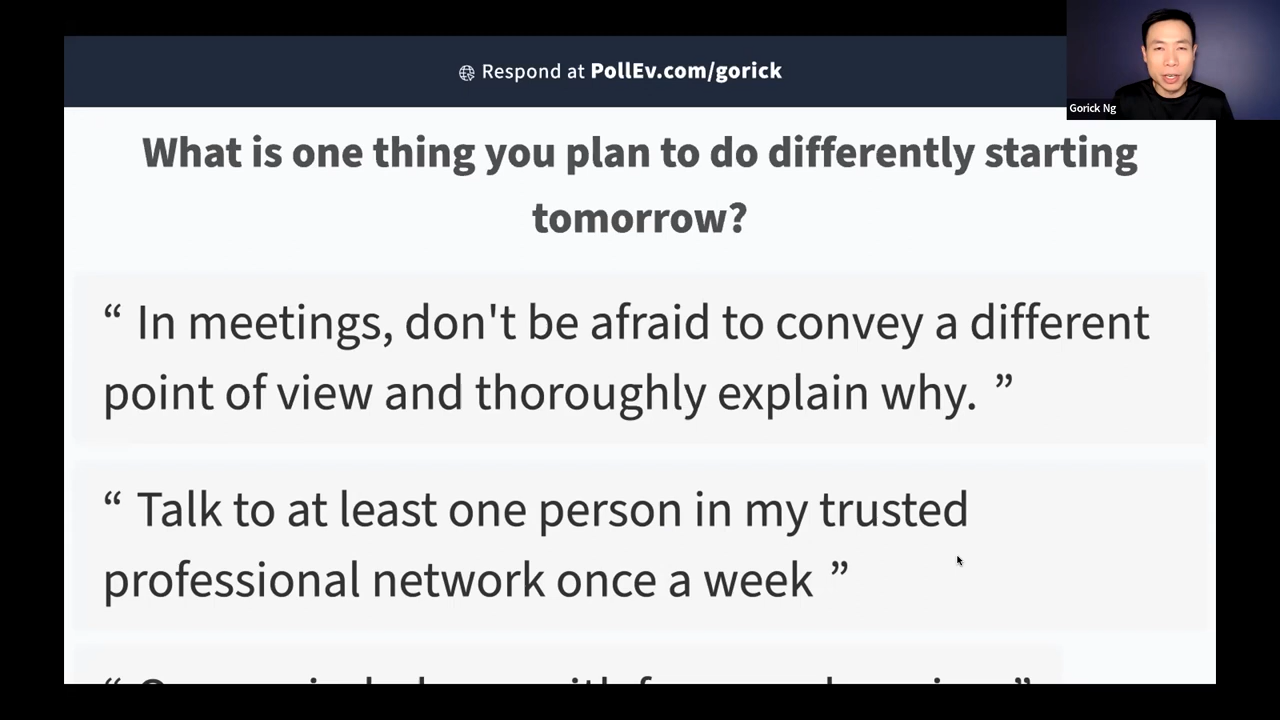 Respond at PollEv.com/gorick
Gorick Ng
What is one thing you plan to do differently starting
tomorrow?
“ In meetings, don't be afraid to convey a different
point of view and thoroughly explain why. ”
“ Talk to at least one person in my trusted
professional network once a week ”